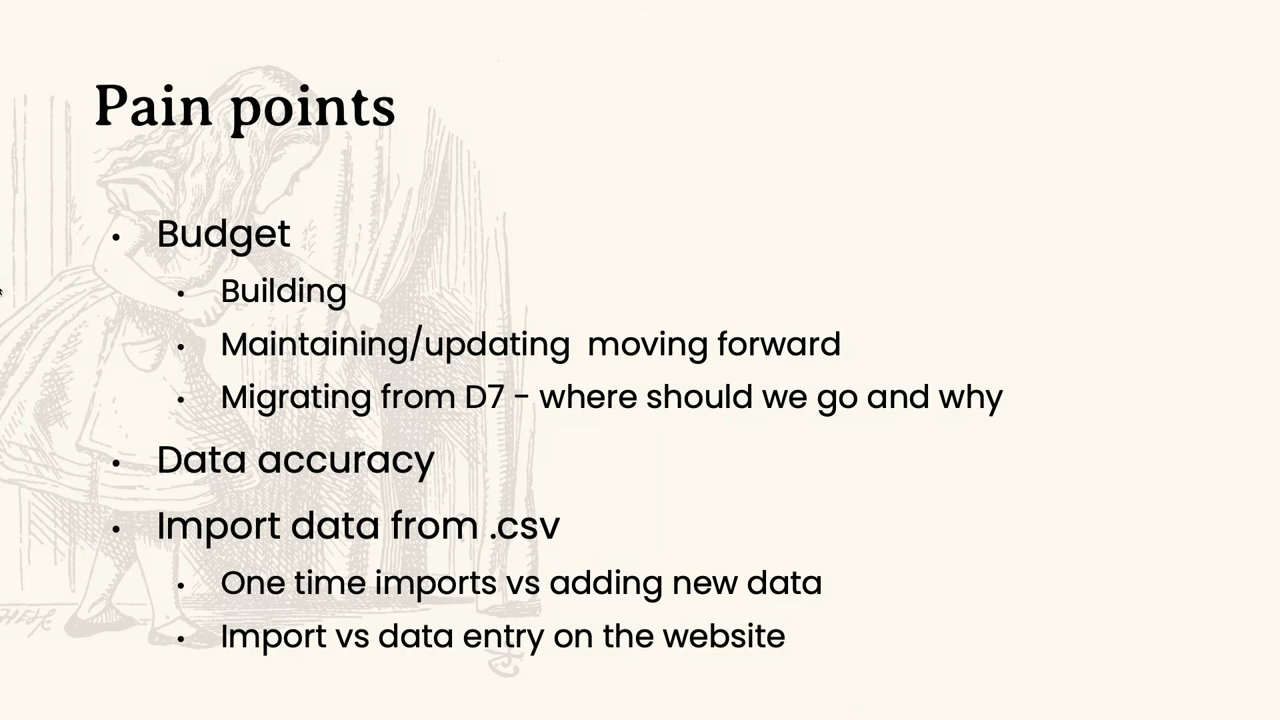 Pain points
• Budget
• Building
• Maintaining/updating  moving forward
• Migrating from D7 - where should we go and why
• Data accuracy
• Import data from .csv
• One time imports vs adding new data
• Import vs data entry on the website